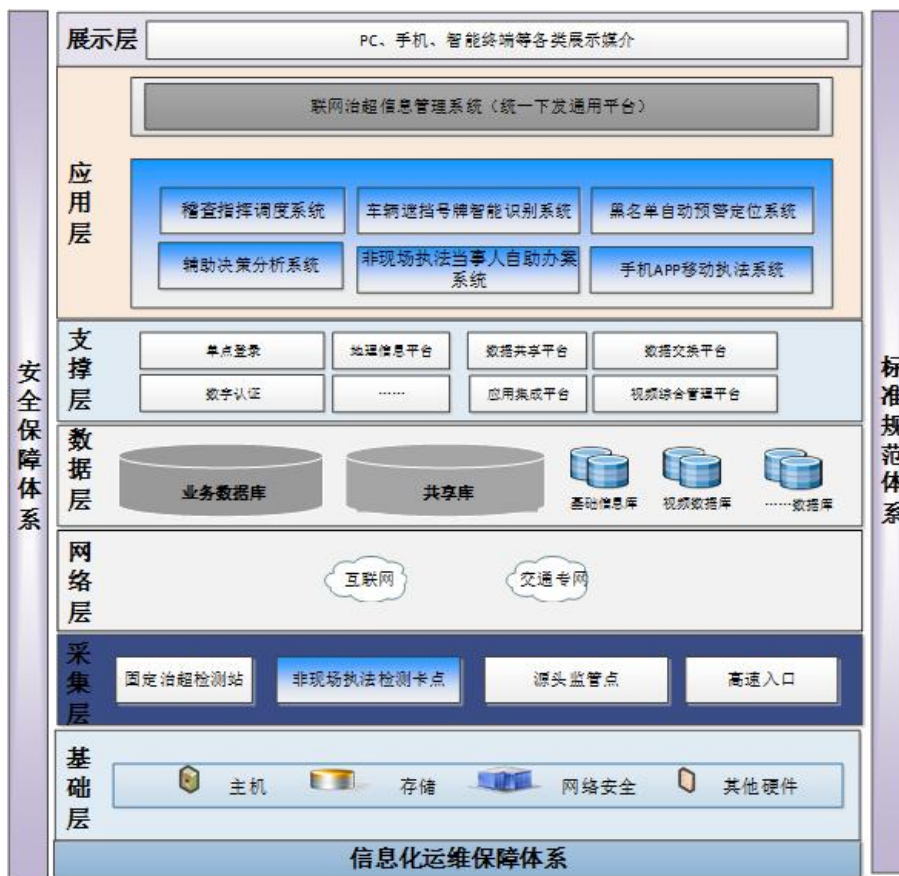 展示层
PC、手机、智能终端等各类展示媒介
应用层
联网治超信息管理系统（统一下发通用平台）
稽查指挥调度系统
车辆遮挡号牌智能识别系统
黑名单自动预警定位系统
辅助决策分析系统
非现场执法当事人自助办案
系统
手机APP移动执法系统
支撑层
单点登录
地理信息平台
数据共享平台
数据交换平台
数字认证
……
应用集成平台
视频综合管理平台
数据层
业务数据库
共享库
基础信息库
视频数据库
……数据库
网络层
互联网
交通专网
采集层
固定治超检测站
非现场执法检测卡点
源头监管点
高速入口
基础层
主机
存储
网络安全
其他硬件
信息化运维保障体系
安全保障体系
标准规范体系